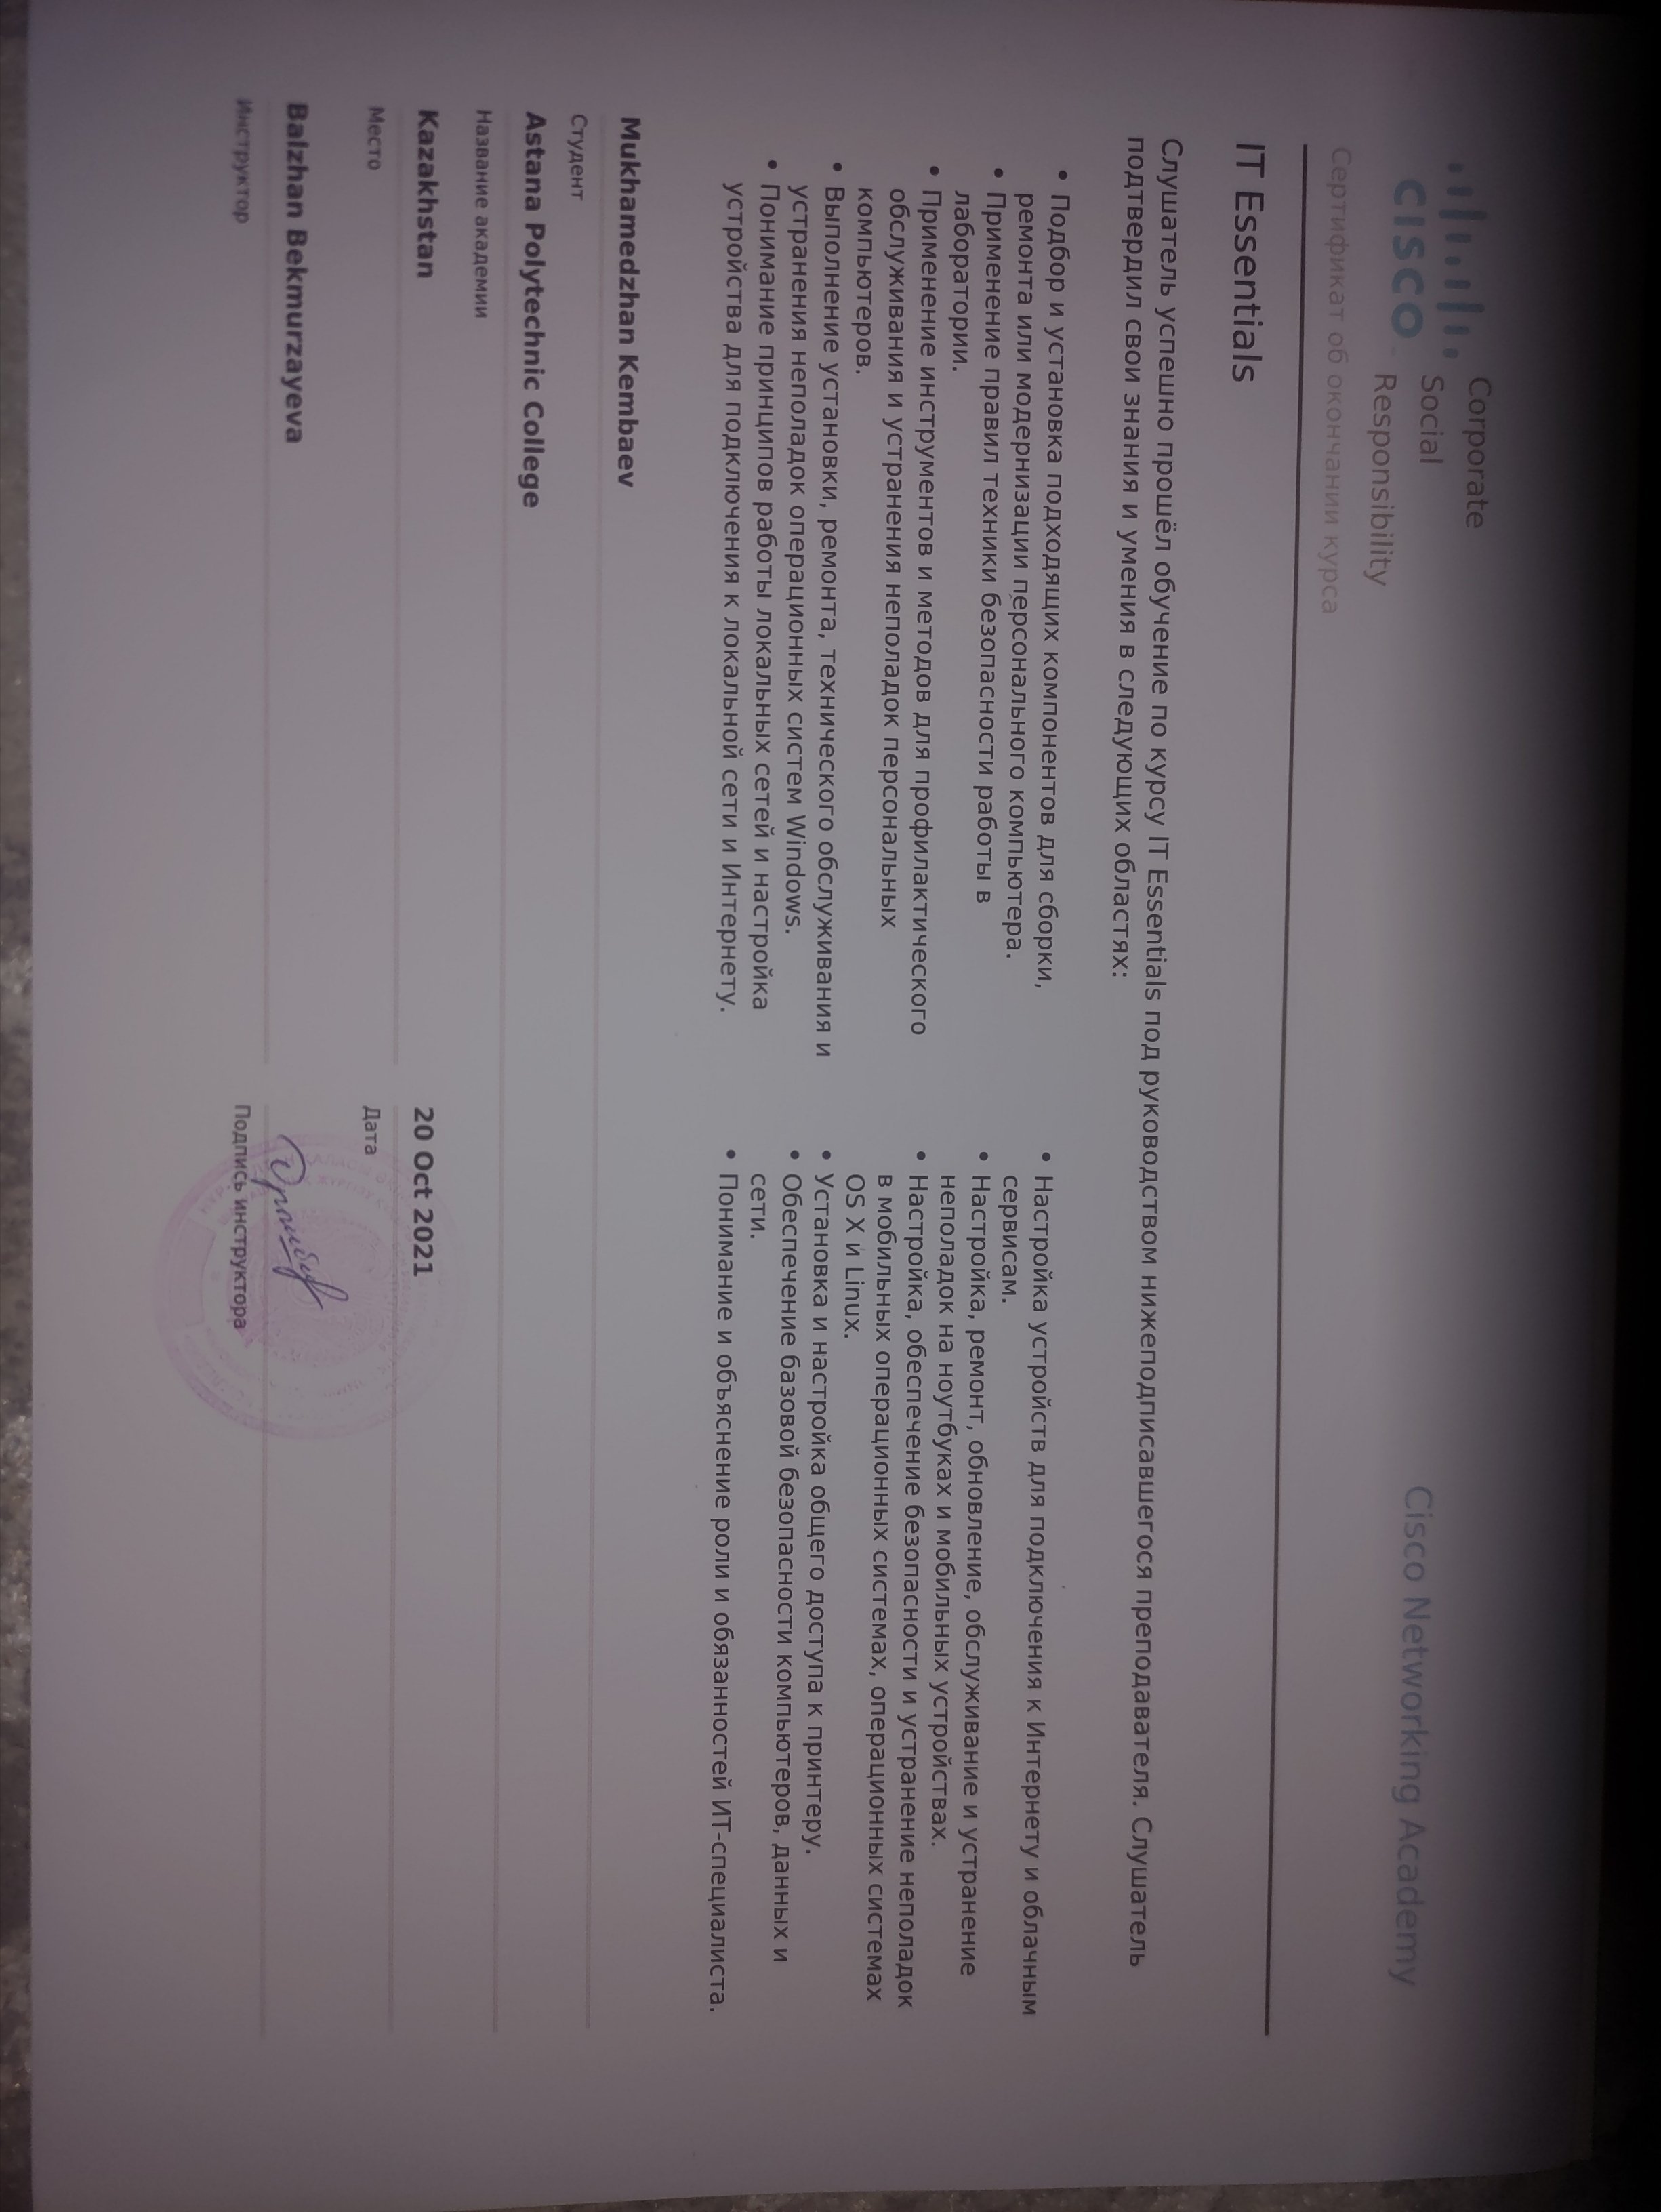 cisco
Corporate
Social
Responsibility
Cisco Networking Academy
Сертификат об окончании курса
IT Essentials
Слушатель успешно прошёл обучение по курсу IT Essentials под руководством нижеподписавшегося преподавателя. Слушатель
подтвердил свои знания и умения в следующих областях:
• Подбор и установка подходящих компонентов для сборки,
ремонта или модернизации персонального компьютера.
• Применение правил техники безопасности работы в
лаборатории.
• Применение инструментов и методов для профилактического
обслуживания и устранения неполадок персональных
компьютеров.
• Выполнение установки, ремонта, технического обслуживания и
устранения неполадок операционных систем Windows.
• Понимание принципов работы локальных сетей и настройка
устройства для подключения к локальной сети и Интернету.
• Настройка устройств для подключения к Интернету и облачным
сервисам.
• Настройка, ремонт, обновление, обслуживание и устранение
неполадок на ноутбуках и мобильных устройствах.
• Настройка, обеспечение безопасности и устранение неполадок
в мобильных операционных системах, операционных системах
OS X и Linux.
• Установка и настройка общего доступа к принтеру.
• Обеспечение базовой безопасности компьютеров, данных и
сети.
• Понимание и объяснение роли и обязанностей ИТ-специалиста.
Mukhamedzhan Kembaev
Студент
Astana Polytechnic College
Название академии
Kazakhstan
Место
20 Oct 2021
Дата
Balzhan Bekmurzayeva
Инструктор
Подпись инструктора